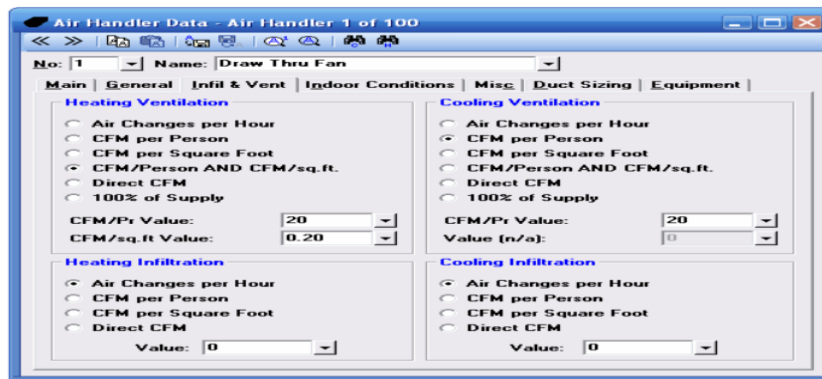 Air Handler Data - Air Handler 1 of 100
No: 1 Name: Draw Thru Fan
Main | General | Infil & Vent | Indoor Conditions | Misc | Duct Sizing | Equipment |
Heating Ventilation
Air Changes per Hour
CFM per Person
CFM per Square Foot
CFM/Person AND CFM/sq.ft.
Direct CFM
100% of Supply
CFM/Pr Value: 20
CFM/sq.ft Value: 0.20
Cooling Ventilation
Air Changes per Hour
CFM per Person
CFM per Square Foot
CFM/Person AND CFM/sq.ft.
Direct CFM
100% of Supply
CFM/Pr Value: 20
Value (n/a): 0
Heating Infiltration
Air Changes per Hour
CFM per Person
CFM per Square Foot
Direct CFM
Value: 0
Cooling Infiltration
Air Changes per Hour
CFM per Person
CFM per Square Foot
Direct CFM
Value: 0